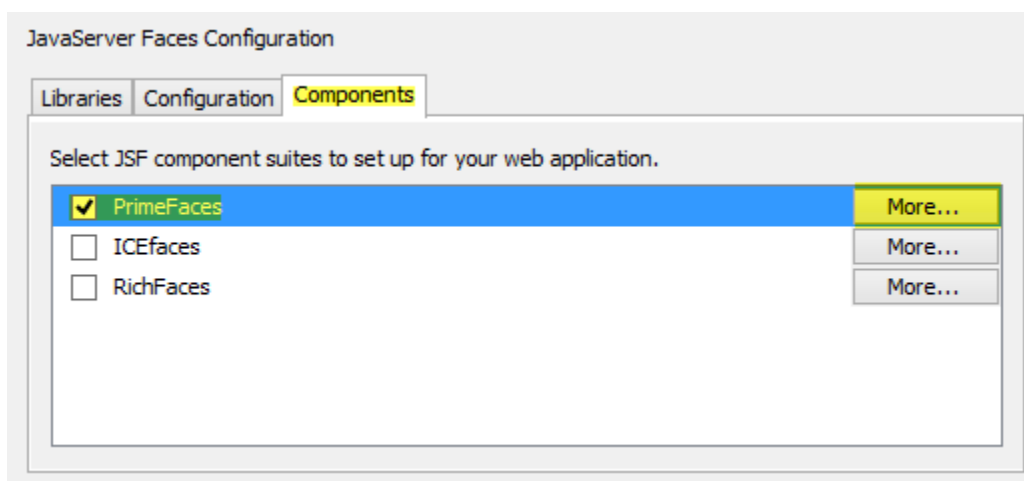 JavaServer Faces Configuration
Libraries Configuration Components
Select JSF component suites to set up for your web application.
PrimeFaces More...
ICEfaces More...
RichFaces More...